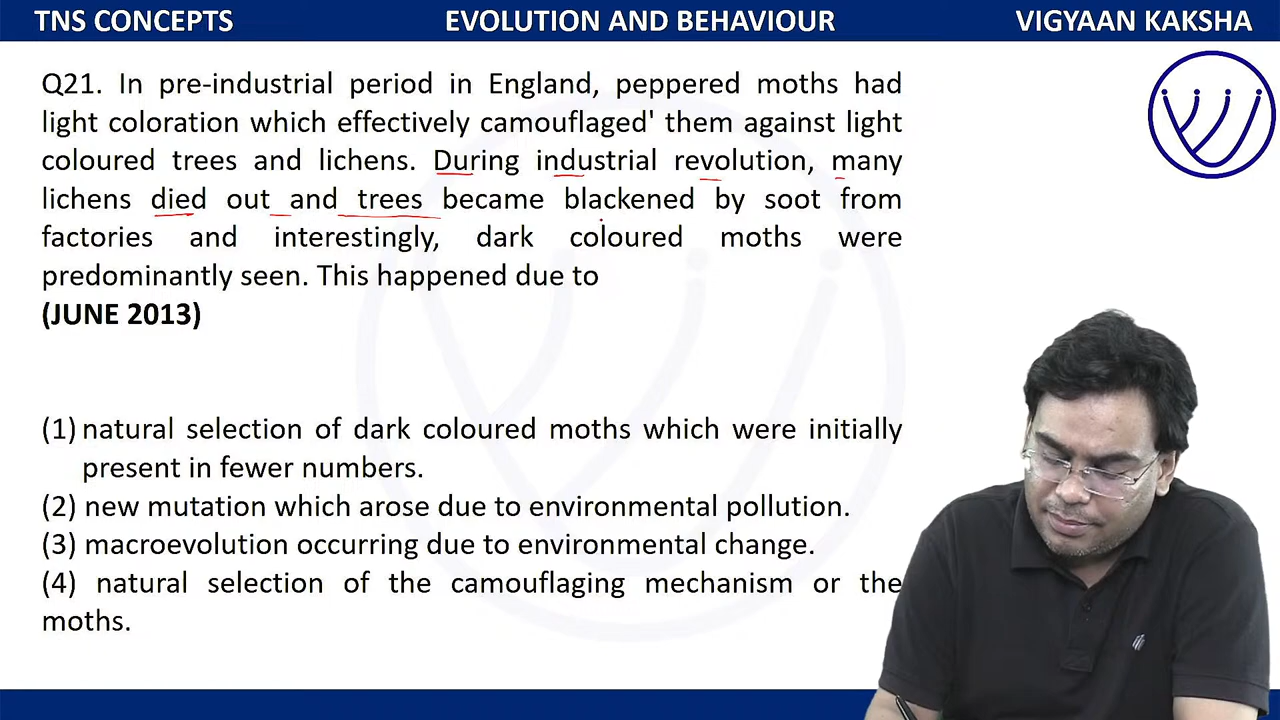 TNS CONCEPTS EVOLUTION AND BEHAVIOUR VIGYAAN KAKSHA
Q21. In pre-industrial period in England, peppered moths had
light coloration which effectively camouflaged' them against light
coloured trees and lichens. During industrial revolution, many
lichens died out and trees became blackened by soot from
factories and interestingly, dark coloured moths were
predominantly seen. This happened due to
(JUNE 2013)
(1) natural selection of dark coloured moths which were initially
present in fewer numbers.
(2) new mutation which arose due to environmental pollution.
(3) macroevolution occurring due to environmental change.
(4) natural selection of the camouflaging mechanism or the
moths.